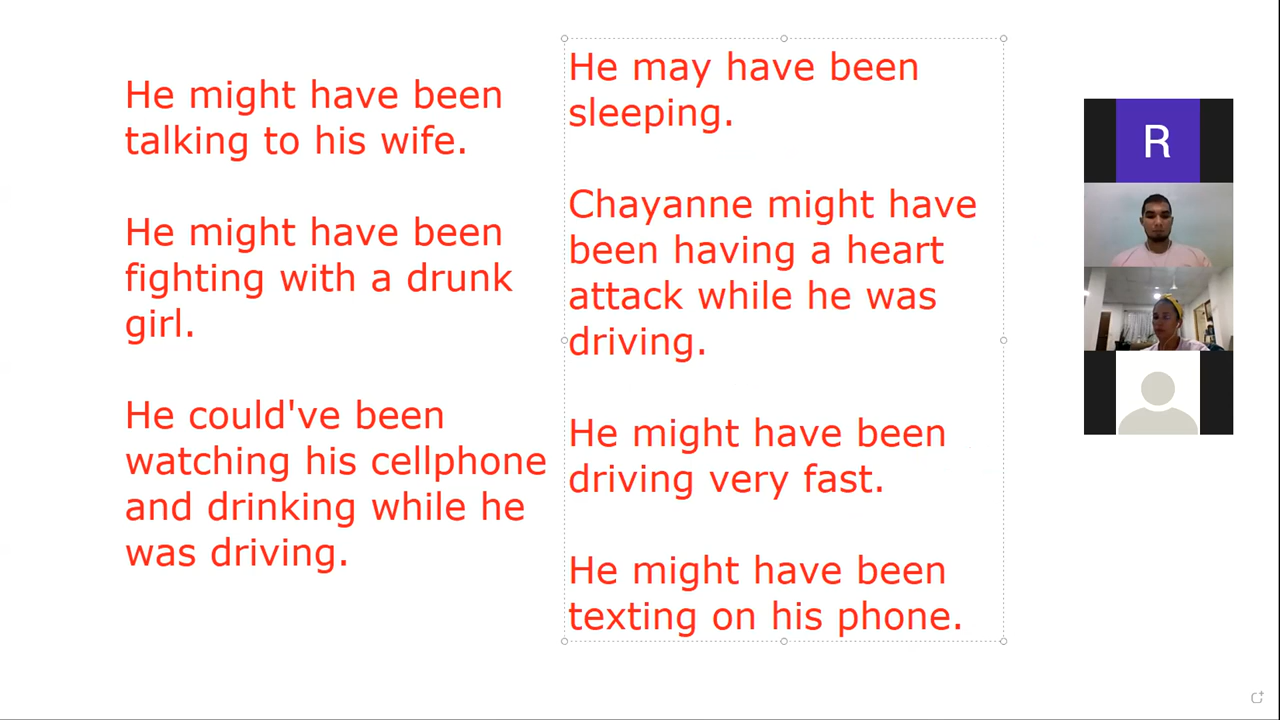 He might have been
talking to his wife.
He might have been
fighting with a drunk
girl.
He could've been
watching his cellphone
and drinking while he
was driving.
He may have been
sleeping.
Chayanne might have
been having a heart
attack while he was
driving.
He might have been
driving very fast.
He might have been
texting on his phone.
R